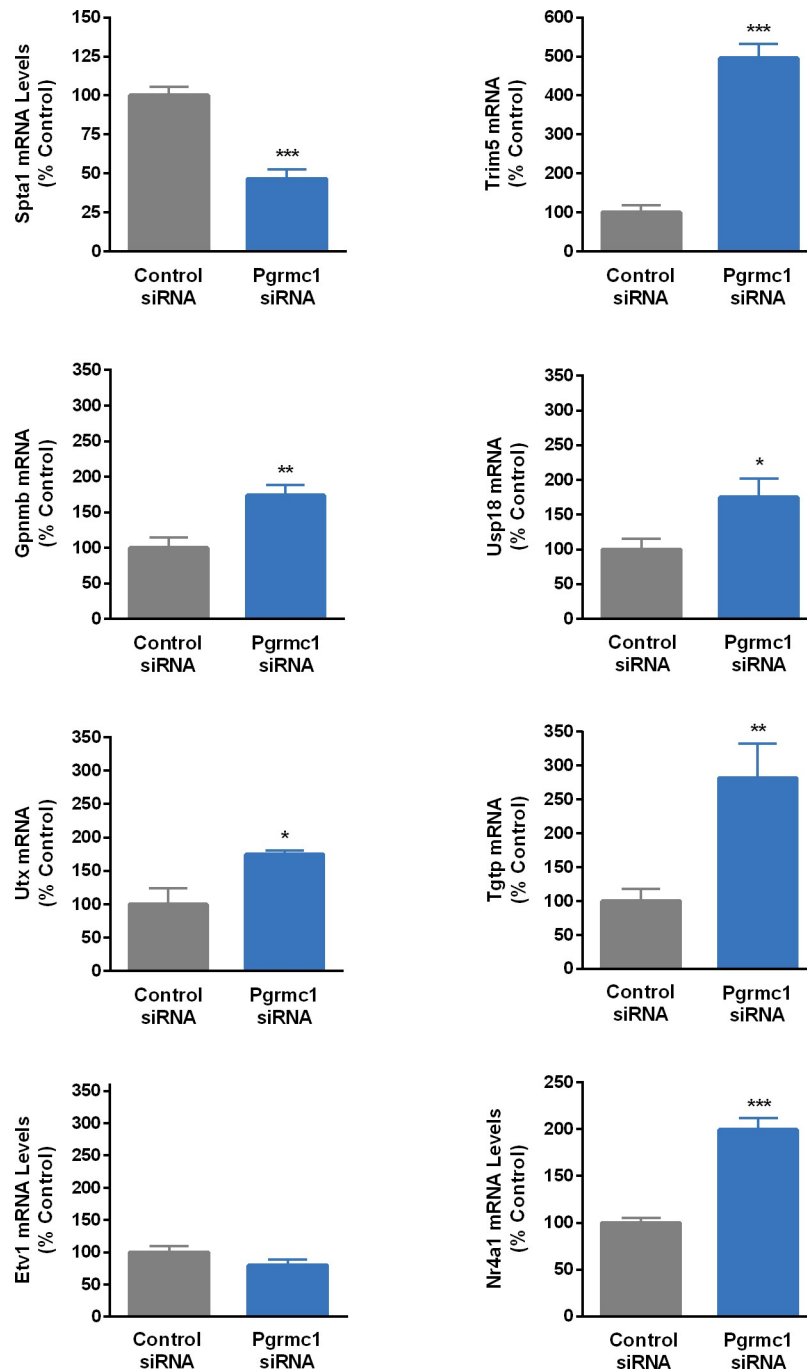 Spta1 mRNA Levels
(% Control)
150
125
100
75
50
25
0
***
Control
siRNA
Pgrmc1
siRNA
Trim5 mRNA
(% Control)
600
500
400
300
200
100
0
***
Control
siRNA
Pgrmc1
siRNA
Gpnmb mRNA
(% Control)
350
300
250
200
150
100
50
0
**
Control
siRNA
Pgrmc1
siRNA
Usp18 mRNA
(% Control)
350
300
250
200
150
100
50
0
*
Control
siRNA
Pgrmc1
siRNA
Utx mRNA
(% Control)
350
300
250
200
150
100
50
0
*
Control
siRNA
Pgrmc1
siRNA
Tgtp mRNA
(% Control)
350
300
250
200
150
100
50
0
**
Control
siRNA
Pgrmc1
siRNA
Etv1 mRNA Levels
(% Control)
350
300
250
200
150
100
50
0
Control
siRNA
Pgrmc1
siRNA
Nr4a1 mRNA Levels
(% Control)
250
200
150
100
50
0
***
Control
siRNA
Pgrmc1
siRNA